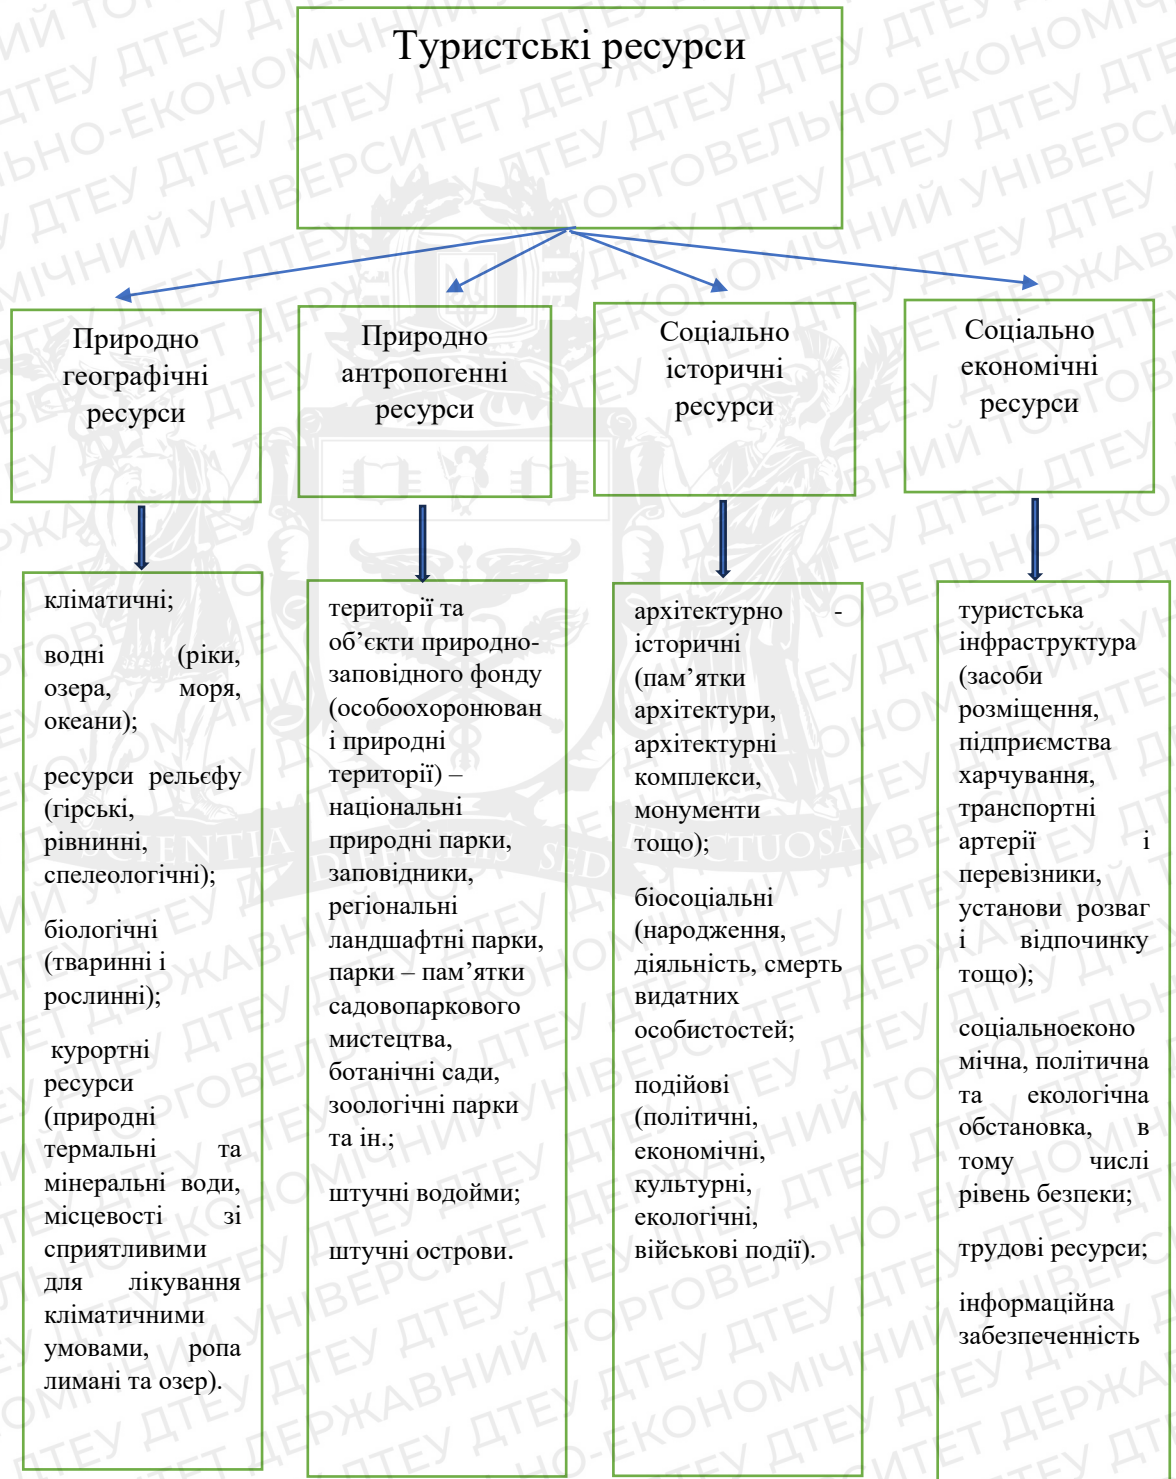 Туристські ресурси
Природно
географічні
ресурси
Природно
антропогенні
ресурси
Соціально
історичні
ресурси
Соціально
економічні
ресурси
кліматичні;
водні (ріки,
озера, моря,
океани);
ресурси рельєфу
(гірські,
рівнинні,
спелеологічні);
біологічні
(тваринні і
рослинні);
курортні
ресурси
(природні
термальні та
мінеральні води,
місцевості зі
сприятливими
для лікування
кліматичними
умовами, ропа
лимані та озер).
території та
об’єкти природно-
заповідного фонду
(особоохоронюван
і природні
території) –
національні
природні парки,
заповідники,
регіональні
ландшафтні парки,
парки – пам’ятки
садовопаркового
мистецтва,
ботанічні сади,
зоологічні парки
та ін.;
штучні водойми;
штучні острови.
архітектурно -
історичні
(пам’ятки
архітектури,
архітектурні
комплекси,
монументи
тощо);
біосоціальні
(народження,
діяльність, смерть
видатних
особистостей;
подійові
(політичні,
економічні,
культурні,
екологічні,
військові події).
туристська
інфраструктура
(засоби
розміщення,
підприємства
харчування,
транспортні
артерії і
перевізники,
установи розваг
і відпочинку
тощо);
соціальноеконо
мічна, політична
та екологічна
обстановка, в
тому числі
рівень безпеки;
трудові ресурси;
інформаційна
забезпеченність